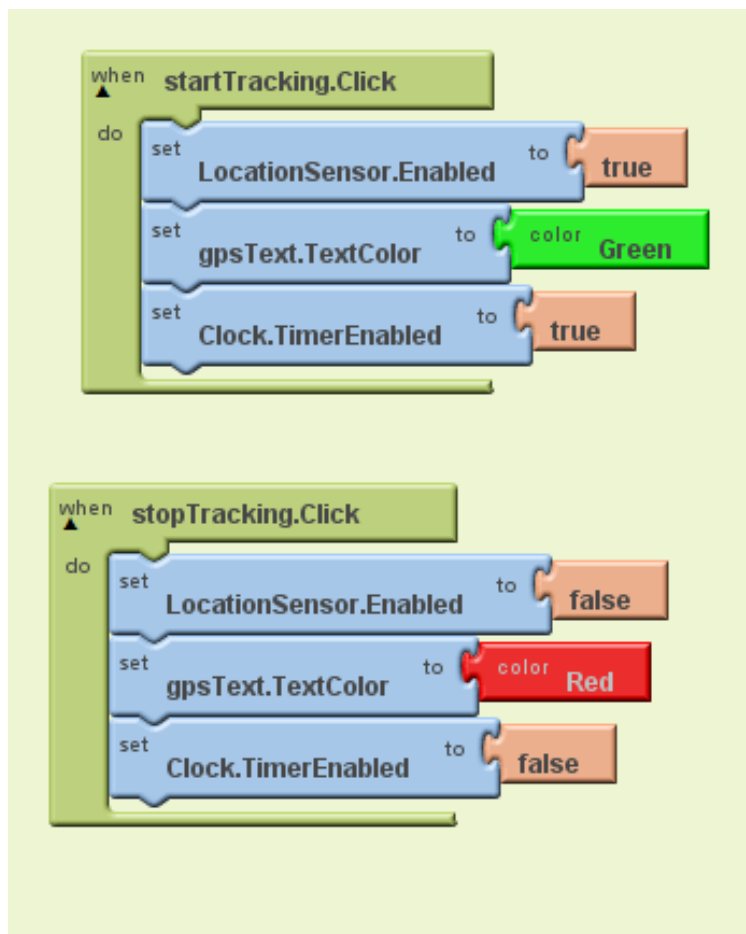 when startTracking.Click
do
set LocationSensor.Enabled to true
set gpsText.TextColor to color Green
set Clock.TimerEnabled to true
when stopTracking.Click
do
set LocationSensor.Enabled to false
set gpsText.TextColor to color Red
set Clock.TimerEnabled to false